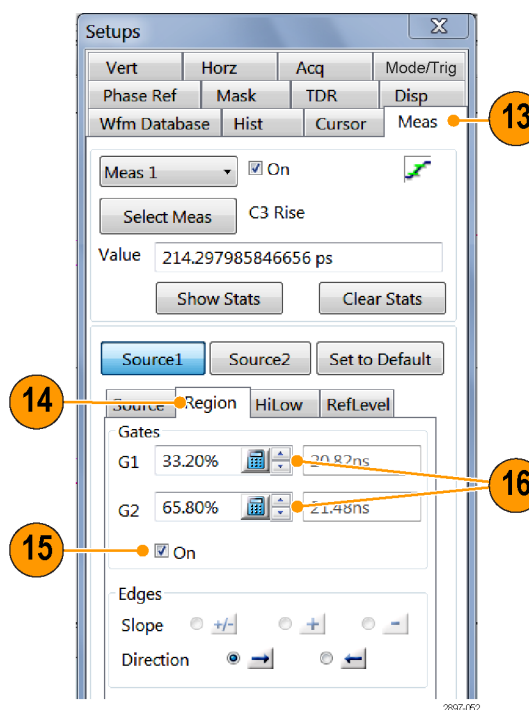 Setups
Vert Horz Acq Mode/Trig
Phase Ref Mask TDR Disp
Wfm Database Hist Cursor Meas
13
Meas 1 On
Select Meas C3 Rise
Value 214.297985846656 ps
Show Stats Clear Stats
Source1 Source2 Set to Default
14
Source Region HiLow RefLevel
Gates
G1 33.20% 20.82ns
16
G2 65.80% 21.48ns
15
On
Edges
Slope +/- + -
Direction
2897-052